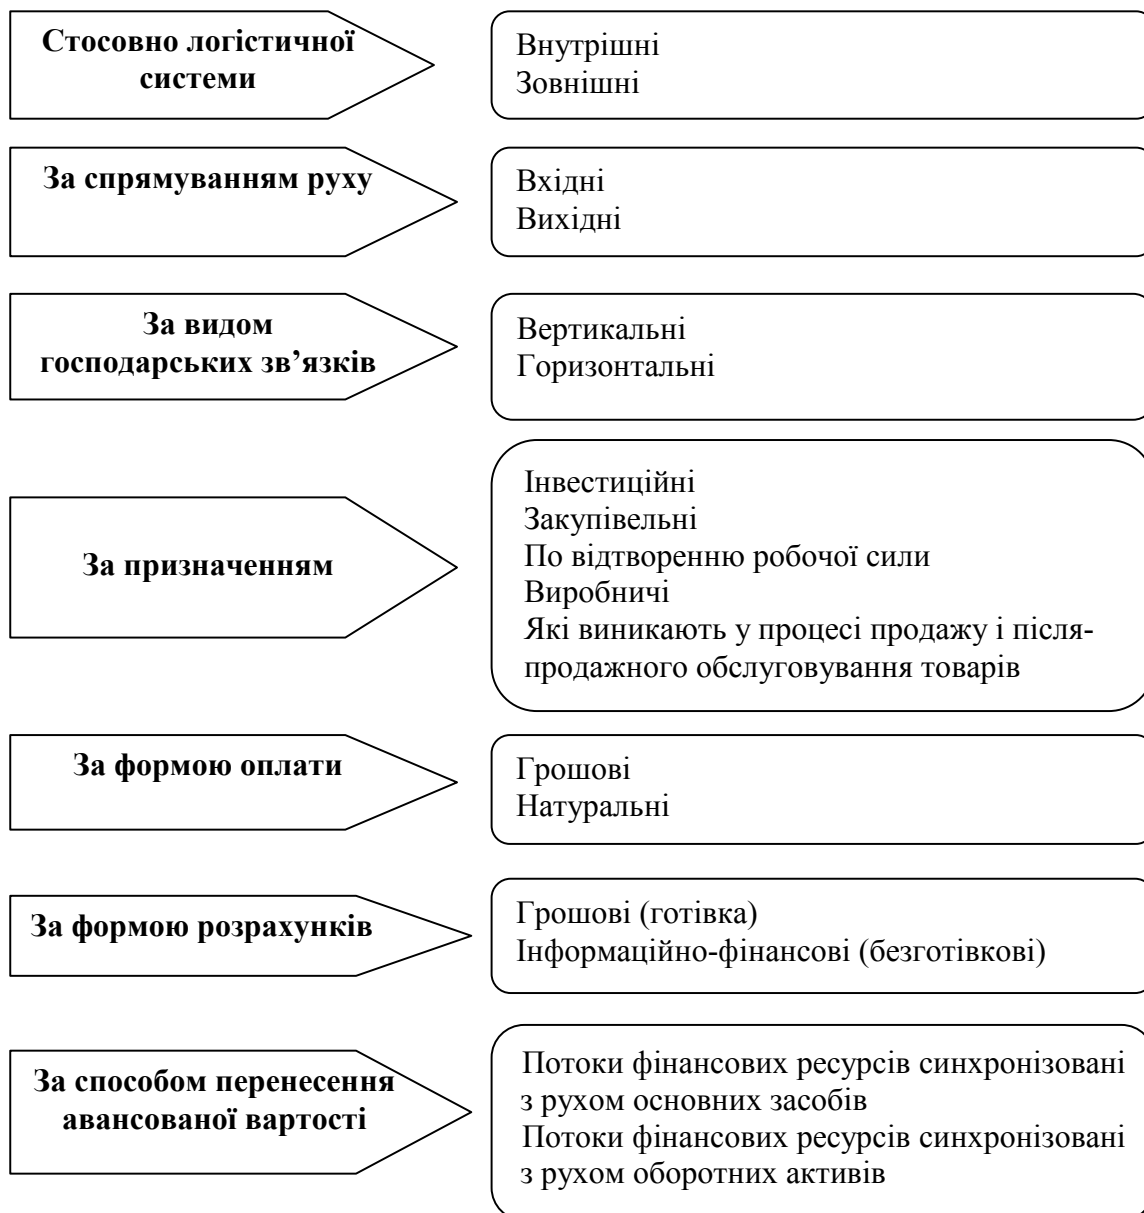 Стосовно логістичної
системи
Внутрішні
Зовнішні
За спрямуванням руху
Вхідні
Вихідні
За видом
господарських зв’язків
Вертикальні
Горизонтальні
За призначенням
Інвестиційні
Закупівельні
По відтворенню робочої сили
Виробничі
Які виникають у процесі продажу і після-
продажного обслуговування товарів
За формою оплати
Грошові
Натуральні
За формою розрахунків
Грошові (готівка)
Інформаційно-фінансові (безготівкові)
За способом перенесення
авансованої вартості
Потоки фінансових ресурсів синхронізовані
з рухом основних засобів
Потоки фінансових ресурсів синхронізовані
з рухом оборотних активів